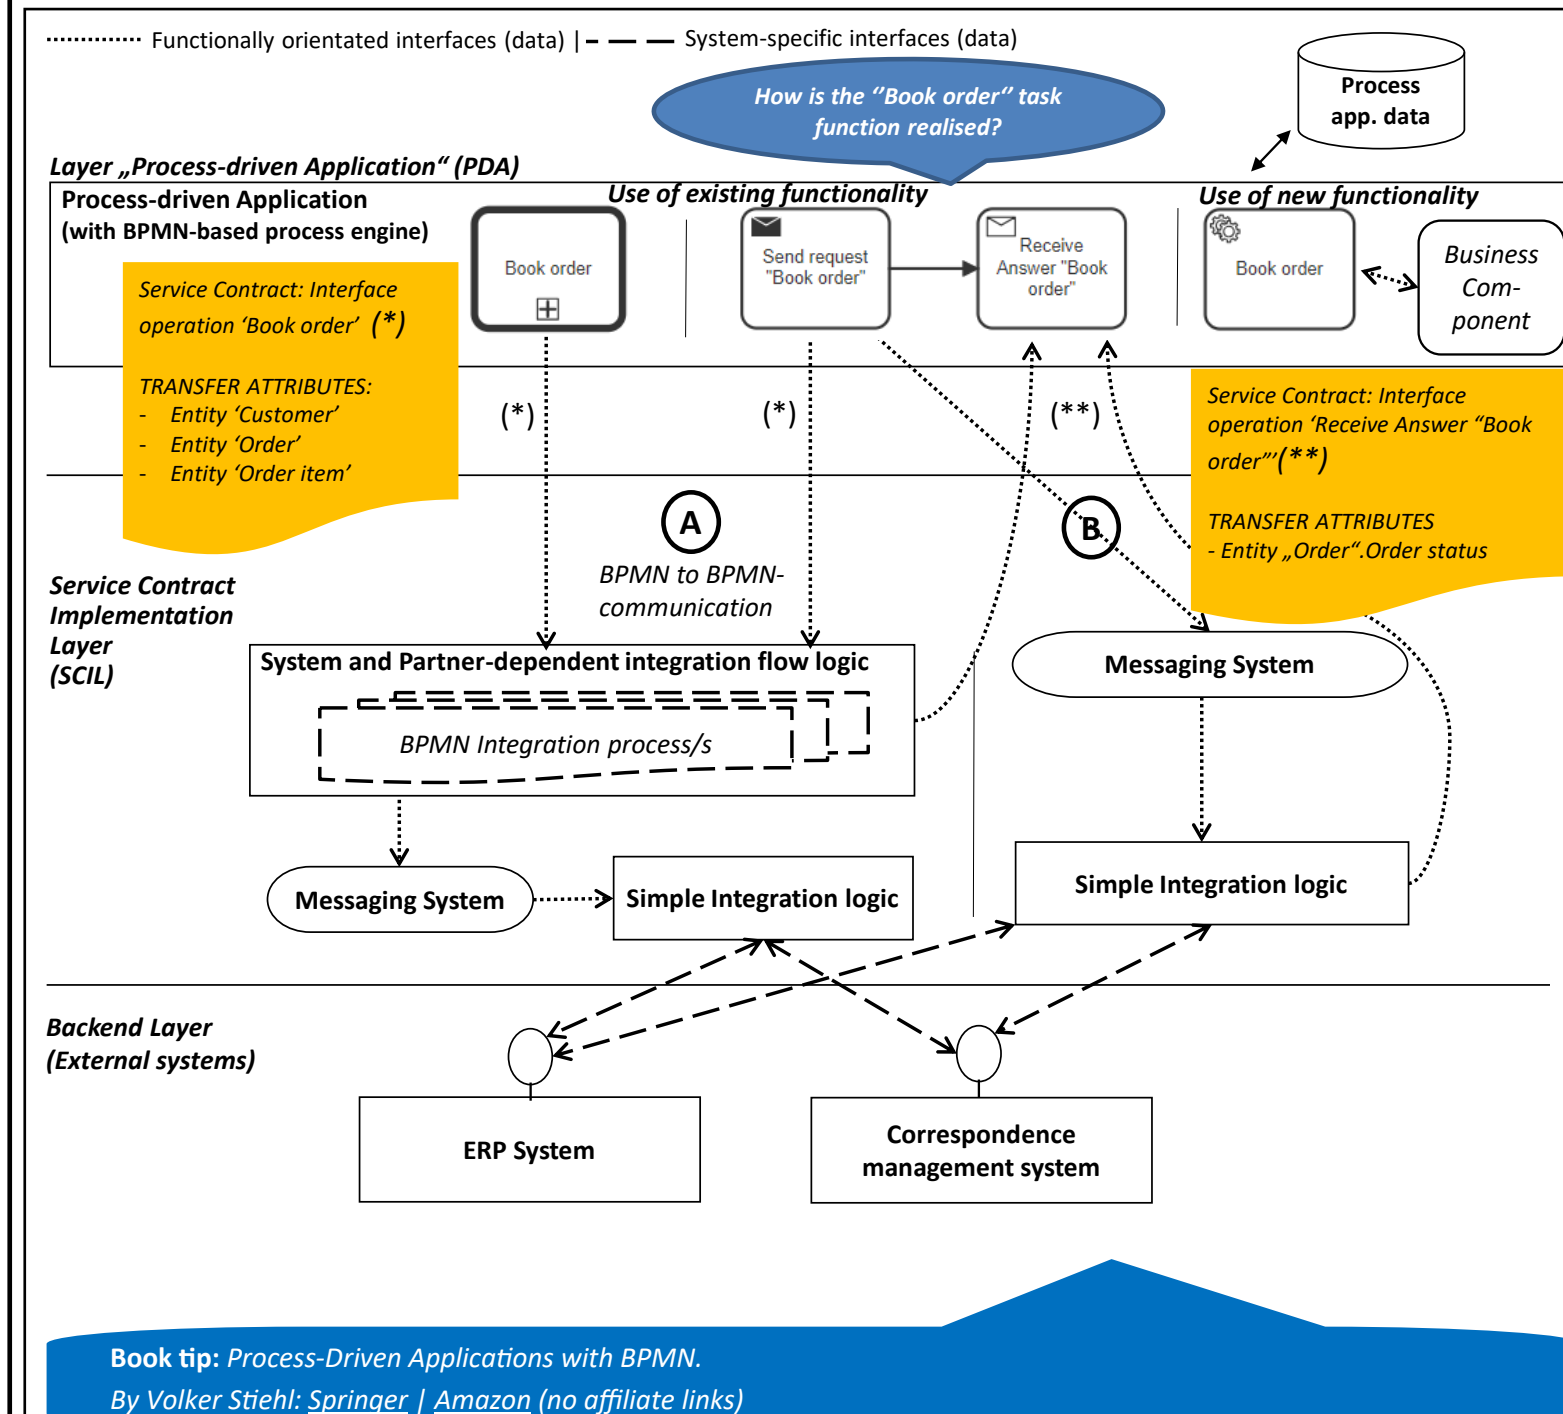 Functionally orientated interfaces (data) | System-specific interfaces (data)
How is the ‘’Book order’’ task
function realised?
Process
app. data
Layer „Process-driven Application“ (PDA)
Process-driven Application
(with BPMN-based process engine)
Use of existing functionality
Use of new functionality
Book order
Send request
"Book order"
Receive
Answer "Book
order"
Book order
Business
Com-
ponent
Service Contract: Interface
operation ‘Book order’ (*)
TRANSFER ATTRIBUTES:
- Entity ‘Customer’
- Entity ‘Order’
- Entity ‘Order item’
(*)
(*)
(**)
Service Contract: Interface
operation ‘Receive Answer “Book
order”’(**)
TRANSFER ATTRIBUTES
- Entity „Order“.Order status
A
B
BPMN to BPMN-
communication
Service Contract
Implementation
Layer
(SCIL)
System and Partner-dependent integration flow logic
BPMN Integration process/s
Messaging System
Messaging System
Simple Integration logic
Simple Integration logic
Backend Layer
(External systems)
ERP System
Correspondence
management system
Book tip: Process-Driven Applications with BPMN.
By Volker Stiehl: Springer | Amazon (no affiliate links)